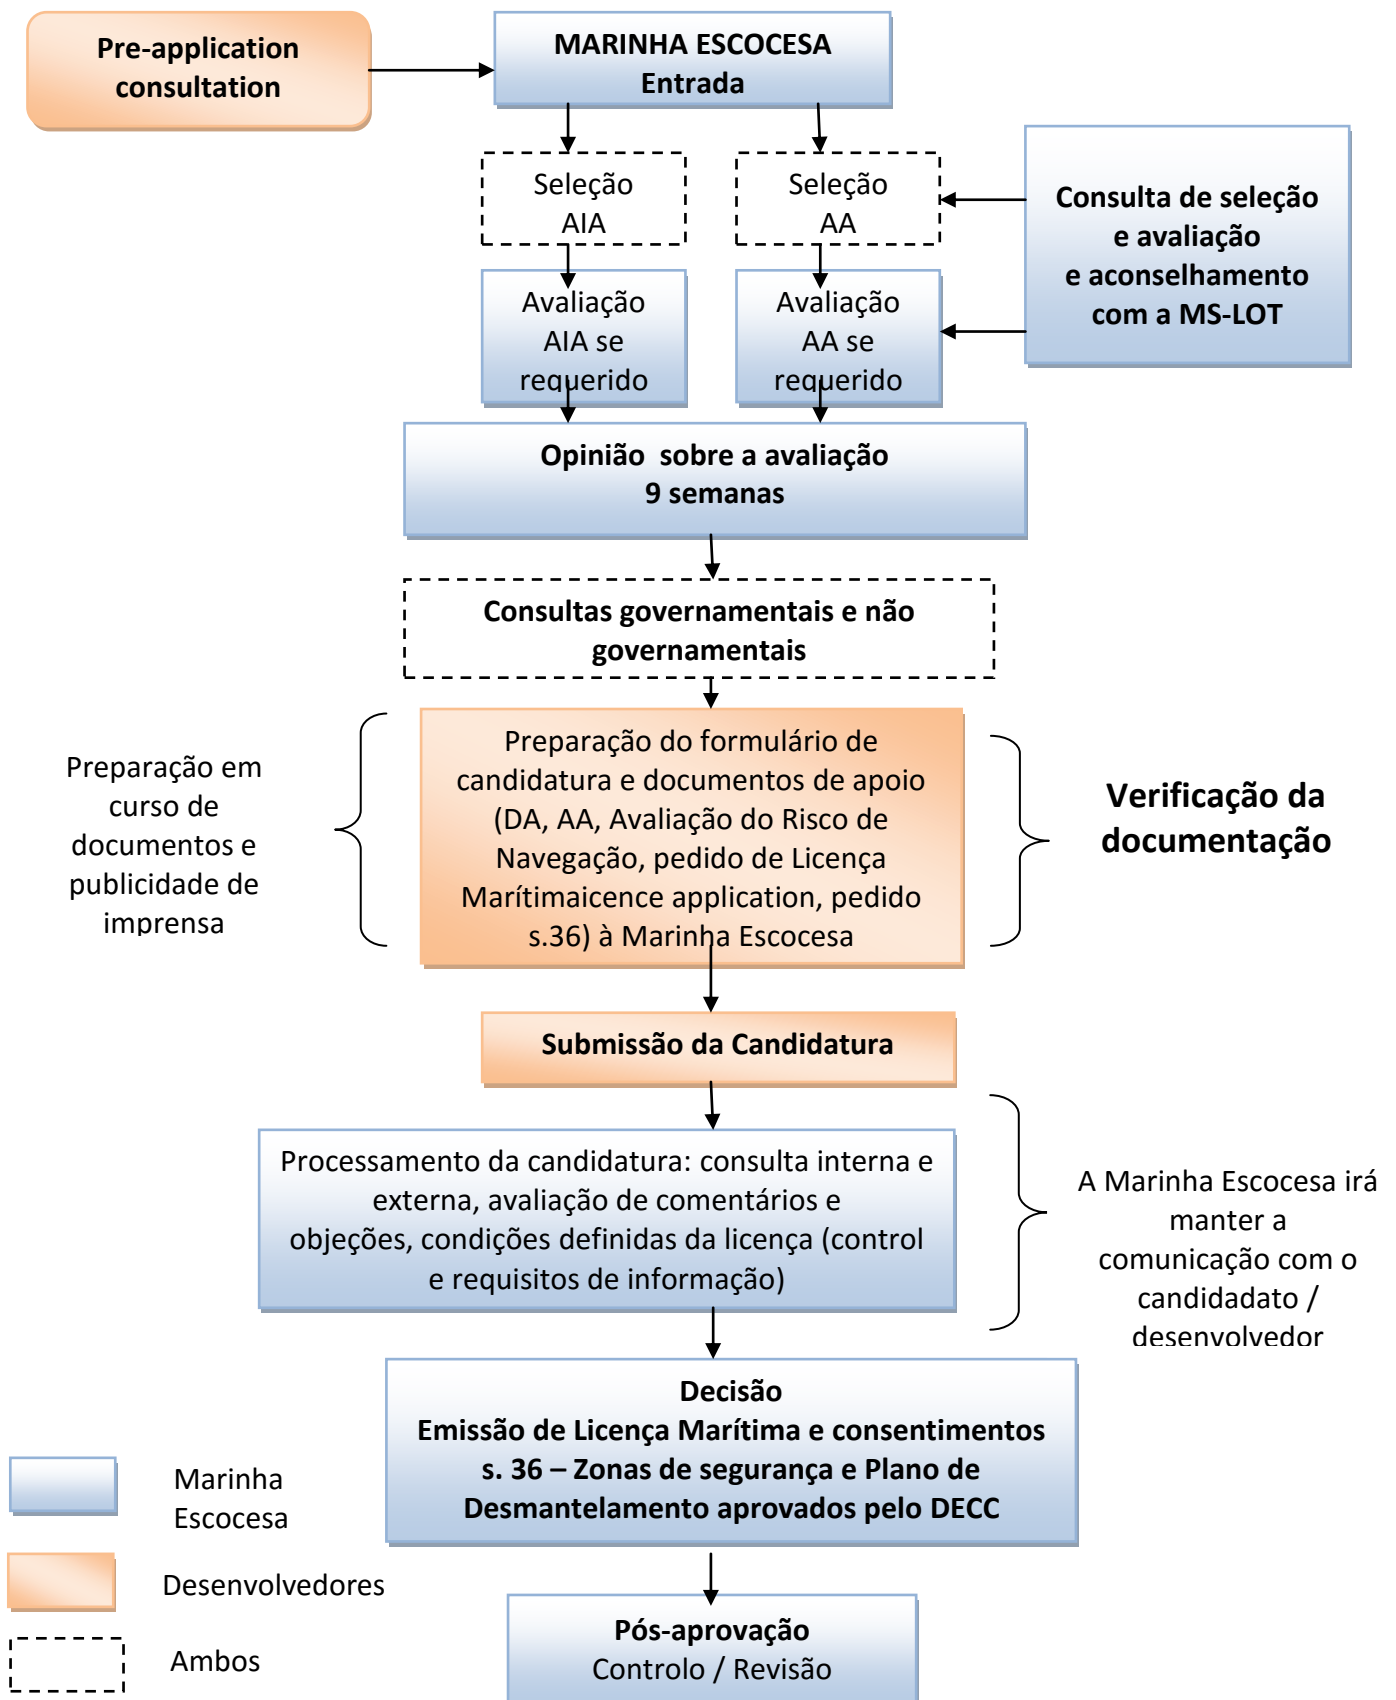 Pre-application
consultation
MARINHA ESCOCESA
Entrada
Seleção
AIA
Seleção
AA
Consulta de seleção
e avaliação
e aconselhamento
com a MS-LOT
Avaliação
AIA se
requerido
Avaliação
AA se
requerido
Opinião  sobre a avaliação
9 semanas
Consultas governamentais e não
governamentais
Preparação em
curso de
documentos e
publicidade de
imprensa
Preparação do formulário de
candidatura e documentos de apoio
(DA, AA, Avaliação do Risco de
Navegação, pedido de Licença
Marítimaicence application, pedido
s.36) à Marinha Escocesa
Verificação da
documentação
Submissão da Candidatura
Processamento da candidatura: consulta interna e
externa, avaliação de comentários e
objeções, condições definidas da licença (control
e requisitos de informação)
A Marinha Escocesa irá
manter a
comunicação com o
candidadato /
desenvolvedor
Decisão
Emissão de Licença Marítima e consentimentos
s. 36 – Zonas de segurança e Plano de
Desmantelamento aprovados pelo DECC
Marinha
Escocesa
Desenvolvedores
Ambos
Pós-aprovação
Controlo / Revisão